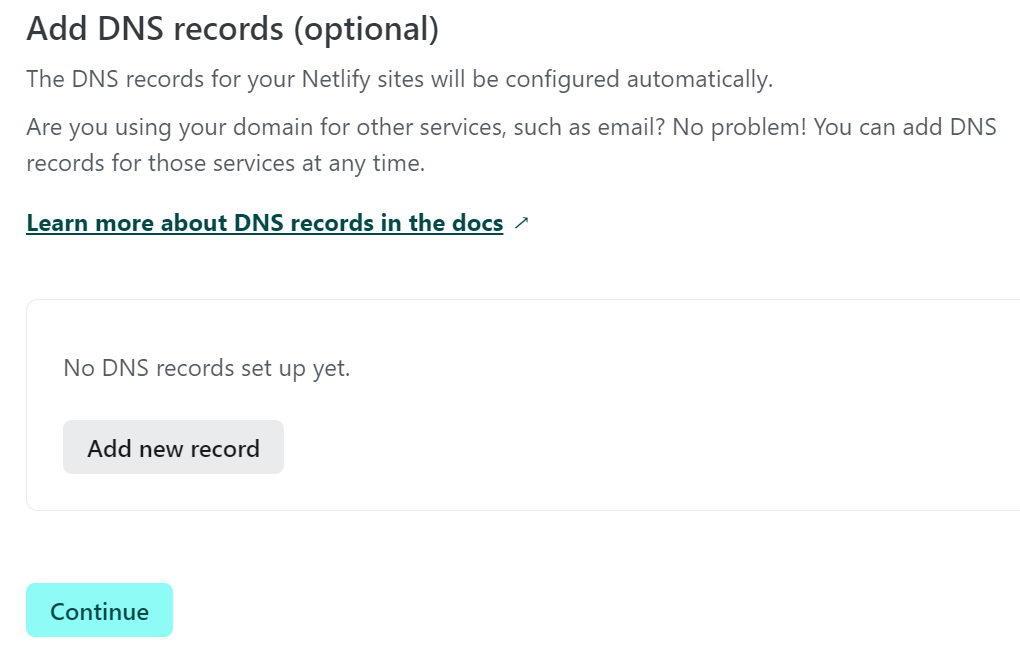 Add DNS records (optional)
The DNS records for your Netlify sites will be configured automatically.
Are you using your domain for other services, such as email? No problem! You can add DNS
records for those services at any time.
Learn more about DNS records in the docs
No DNS records set up yet.
Add new record
Continue